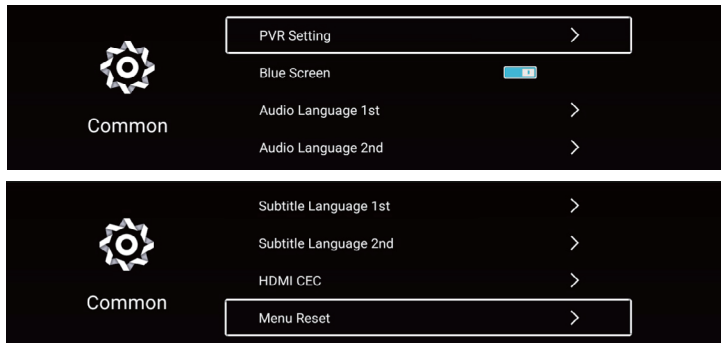 Common
PVR Setting
Blue Screen
Audio Language 1st
Audio Language 2nd
Common
Subtitle Language 1st
Subtitle Language 2nd
HDMI CEC
Menu Reset